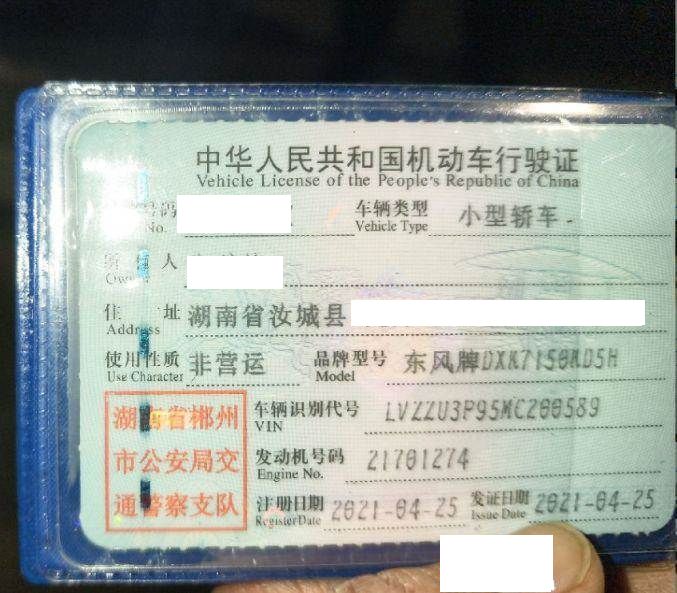 中华人民共和国机动车行驶证
Vehicle License of the People's Republic of China
号码 车辆类型 小型轿车
No. Vehicle Type
人
住址 湖南省汝城县
Address
使用性质 非营运 品牌型号 东风牌DXK7150KD5H
Use Character Model
湖南省郴州 车辆识别代号 LVZZU3P95MC200589
VIN
市公安局交 发动机号码 21701274
Engine No.
通警察支队 注册日期 2021-04-25 发证日期 2021-04-25
Register Date Issue Date